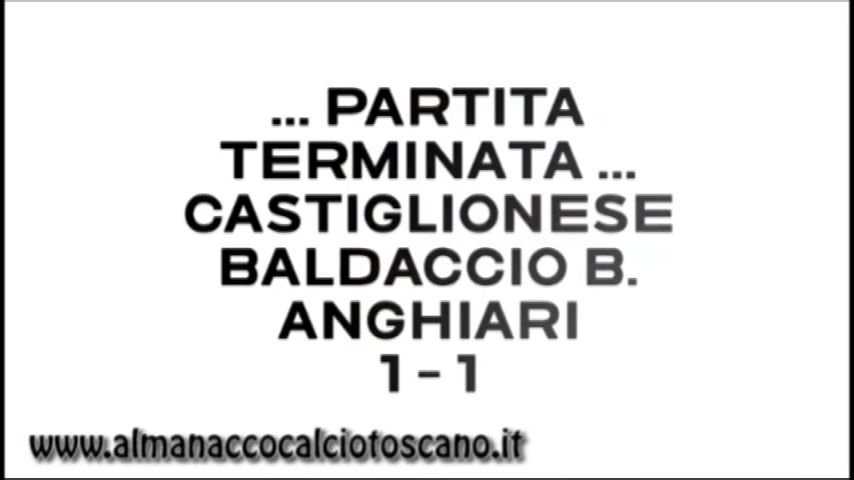 ... PARTITA
TERMINATA ...
CASTIGLIONESE
BALDACCIO B.
ANGHIARI
1 - 1
www.almanaccocalciotoscano.it